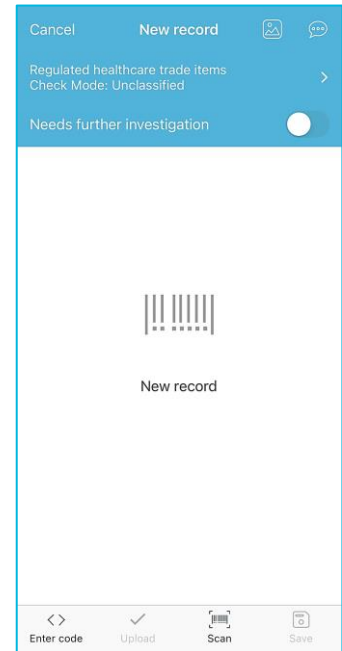 Cancel New record
Regulated healthcare trade items
Check Mode: Unclassified
Needs further investigation
New record
Enter code Upload Scan Save